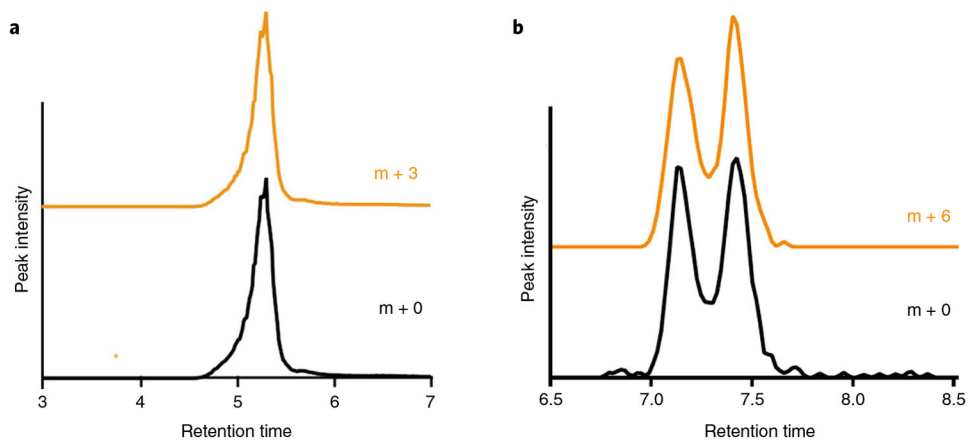 a
m + 3
m + 0
Peak intensity
3 4 5 6 7
Retention time
b
m + 6
m + 0
Peak intensity
6.5 7.0 7.5 8.0 8.5
Retention time